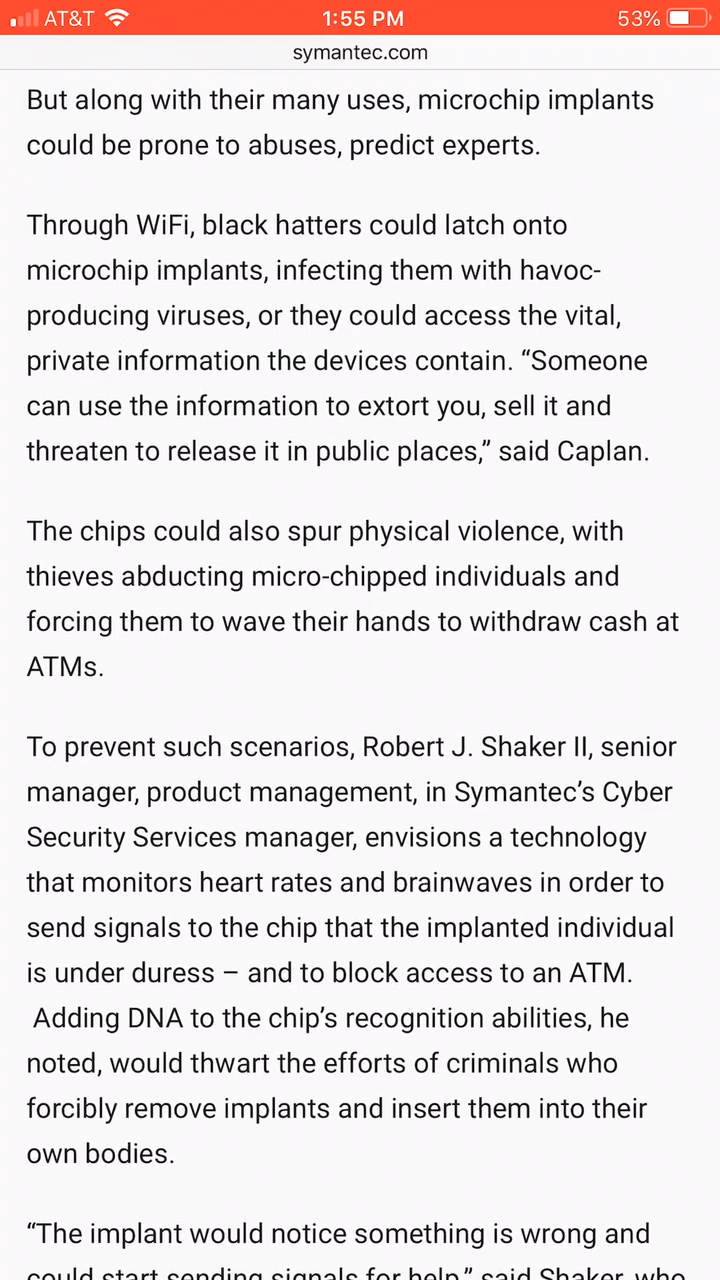 AT&T 1:55 PM 53%
symantec.com
But along with their many uses, microchip implants
could be prone to abuses, predict experts.
Through WiFi, black hatters could latch onto
microchip implants, infecting them with havoc-
producing viruses, or they could access the vital,
private information the devices contain. “Someone
can use the information to extort you, sell it and
threaten to release it in public places,” said Caplan.
The chips could also spur physical violence, with
thieves abducting micro-chipped individuals and
forcing them to wave their hands to withdraw cash at
ATMs.
To prevent such scenarios, Robert J. Shaker II, senior
manager, product management, in Symantec’s Cyber
Security Services manager, envisions a technology
that monitors heart rates and brainwaves in order to
send signals to the chip that the implanted individual
is under duress – and to block access to an ATM.
Adding DNA to the chip’s recognition abilities, he
noted, would thwart the efforts of criminals who
forcibly remove implants and insert them into their
own bodies.
“The implant would notice something is wrong and
could start sending signals for help,” said Shaker, who